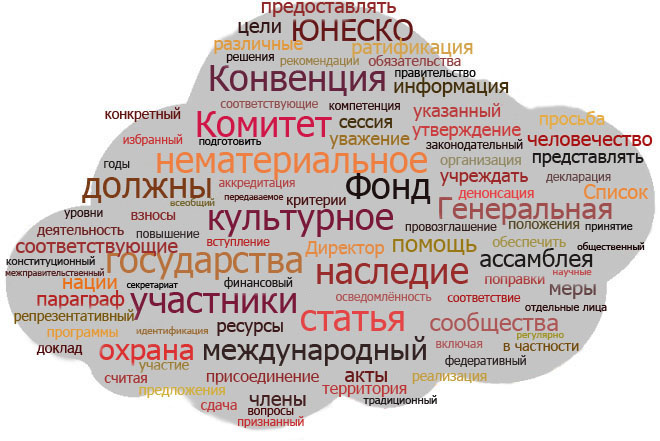 предоставлять
цели ЮНЕСКО
различные ратификация
решения рекомендации обязательства
Конвенция правительство
информация
соответствующие компетенция
конкретный Комитет сессия указанный просьба
избранный подготовить уважение утверждение человечество
законодательный
годы нематериальное организация представлять
должны аккредитация Фонд учреждать декларация
всеобщий передаваемое критерии денонсация Список
уровни взносы культурное Генеральная
деятельность повышение провозглашение положения принятие
соответствующие вступление Директор помощь обеспечить общественный
конституционный государства ассамблея
межправительственный наследие научные
нации секретариат финансовый поправки
параграф участники осведомлённость соответствие меры
репрезентативный ресурсы статья сообщества отдельные лица
программы идентификация регулярно
доклад охрана международный включая в частности
участие федеративный
считая присоединение акты реализация
предложения территория
сдача члены традиционный
вопросы
признанный